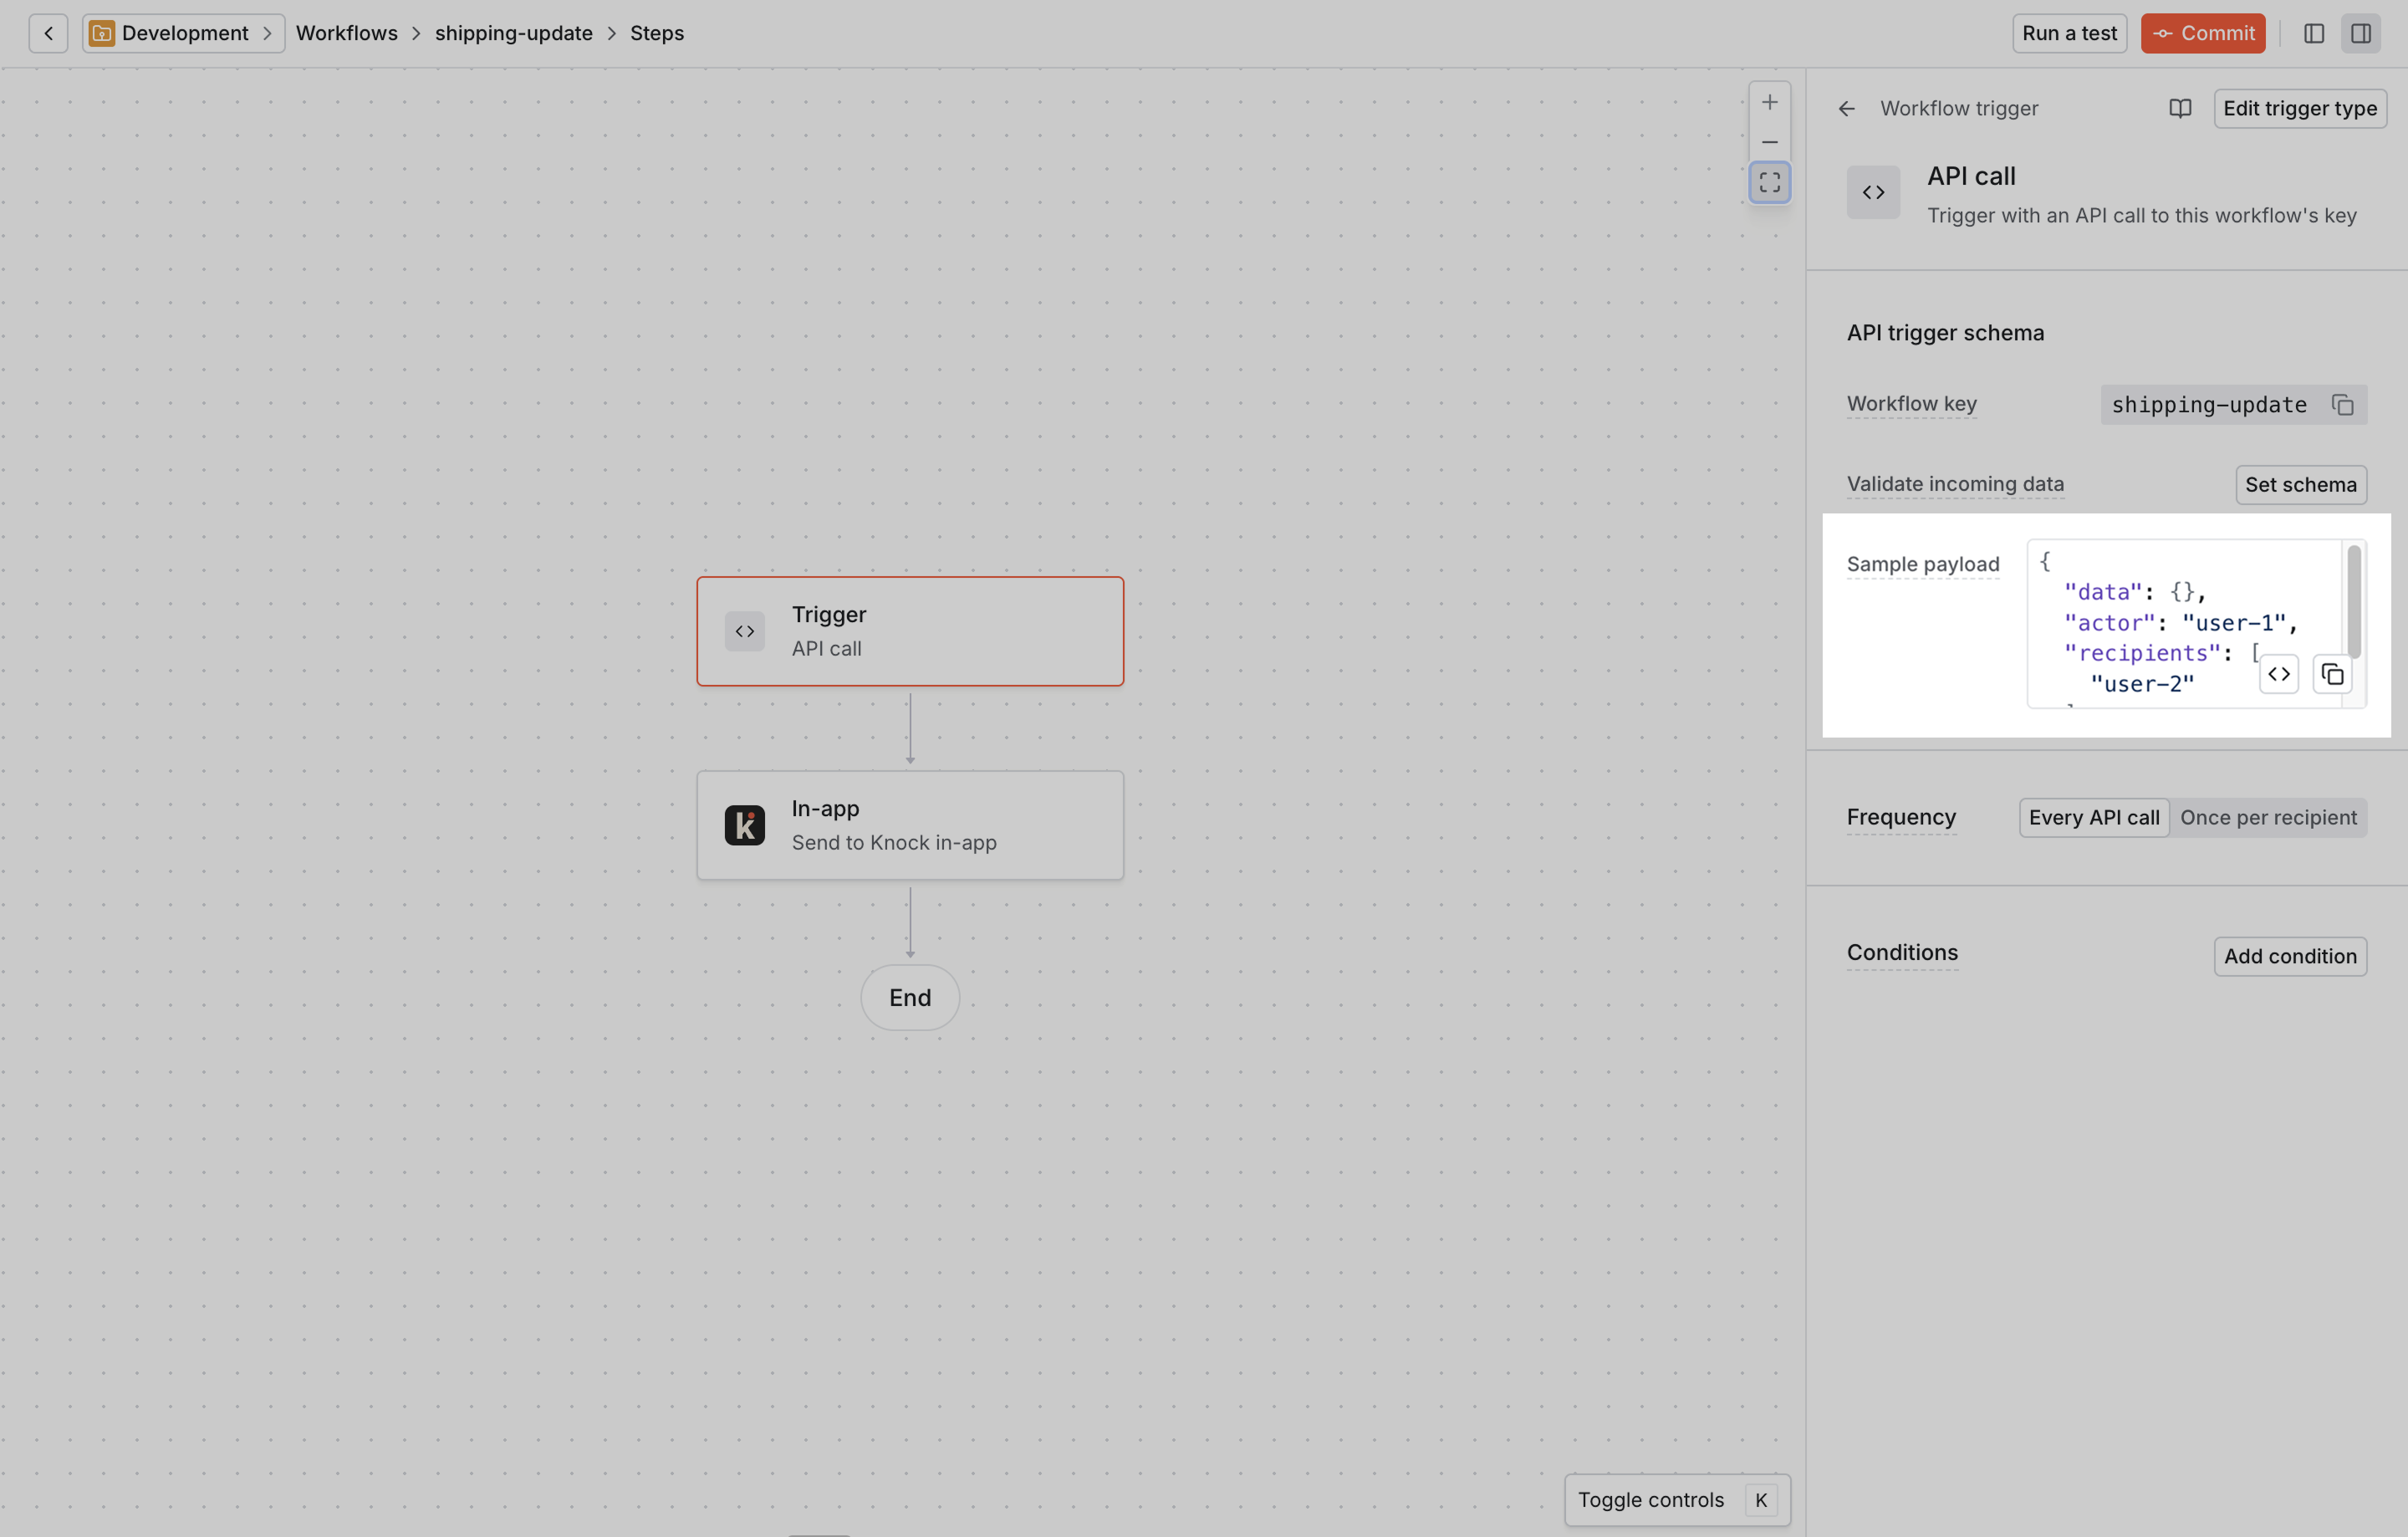 Development
Workflows
shipping-update
Steps
Run a test
Commit
Workflow trigger
Edit trigger type
API call
Trigger with an API call to this workflow's key
API trigger schema
Workflow key
shipping-update
Validate incoming data
Set schema
Sample payload
{
"data": {},
"actor": "user-1",
"recipients": [
"user-2"
Frequency
Every API call
Once per recipient
Conditions
Add condition
Trigger
API call
In-app
Send to Knock in-app
End
Toggle controls K